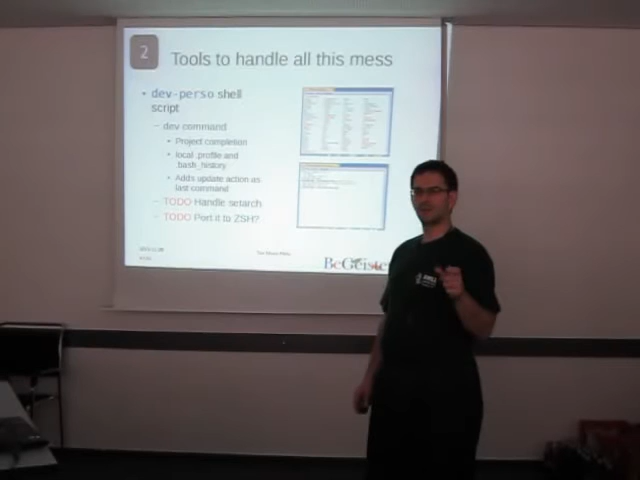 2
Tools to handle all this mess
• dev-perso shell
script
– dev command
• Project completion
• local .profile and
.bash_history
• Adds update action as
last command
– TODO Handle setarch
– TODO Port it to ZSH?
BeGeiste